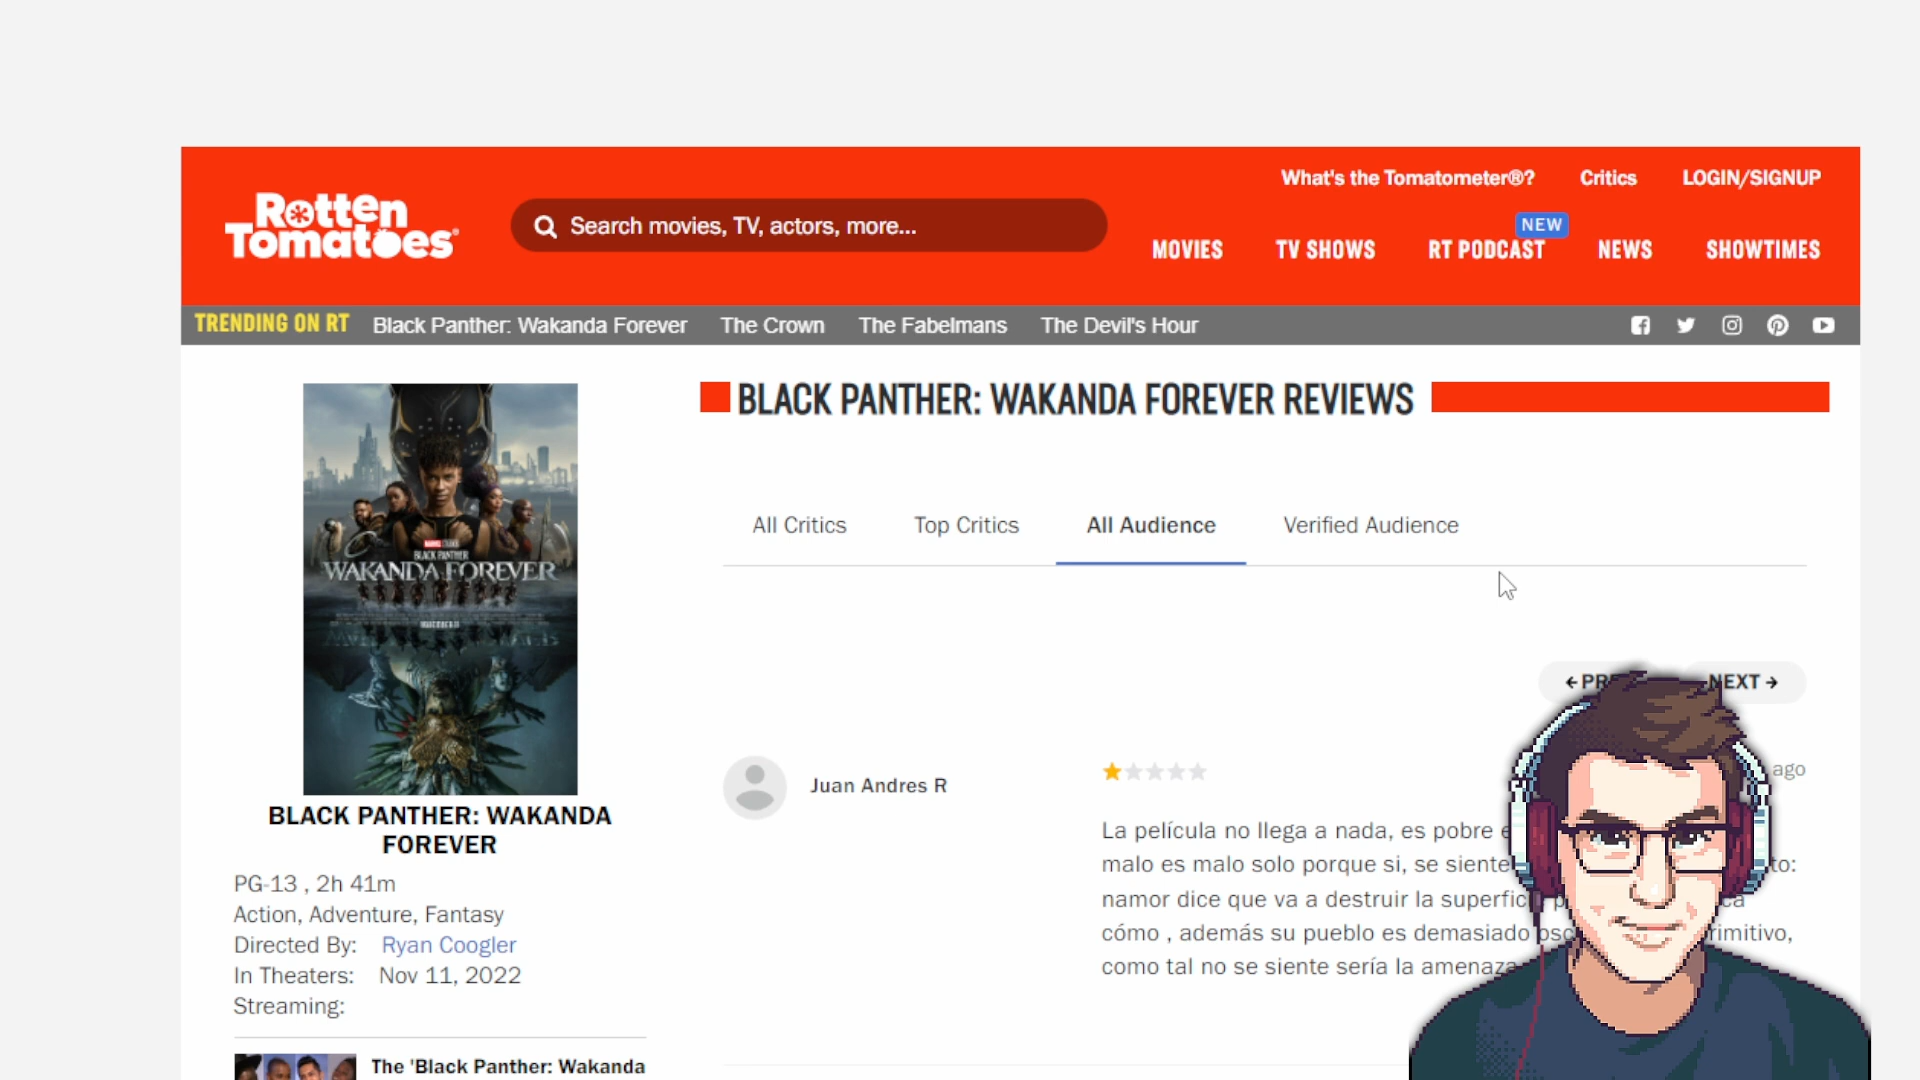 What's the Tomatometer®?
Critics
LOGIN/SIGNUP
Rotten
Tomatoes
Search movies, TV, actors, more...
NEW
MOVIES
TV SHOWS
RT PODCAST
NEWS
SHOWTIMES
TRENDING ON RT
Black Panther: Wakanda Forever
The Crown
The Fabelmans
The Devil's Hour
BLACK PANTHER: WAKANDA FOREVER REVIEWS
All Critics
Top Critics
All Audience
Verified Audience
BLACK PANTHER
WAKANDA FOREVER
NEXT
BLACK PANTHER: WAKANDA
FOREVER
PG-13 , 2h 41m
Action, Adventure, Fantasy
Directed By: Ryan Coogler
In Theaters: Nov 11, 2022
Streaming:
The 'Black Panther: Wakanda
Juan Andres R
ago
La película no llega a nada, es pobre
malo es malo solo porque si, se siente
namor dice que va a destruir la
cómo , además su pueblo es demasiado
como tal no se siente sería la amenaza